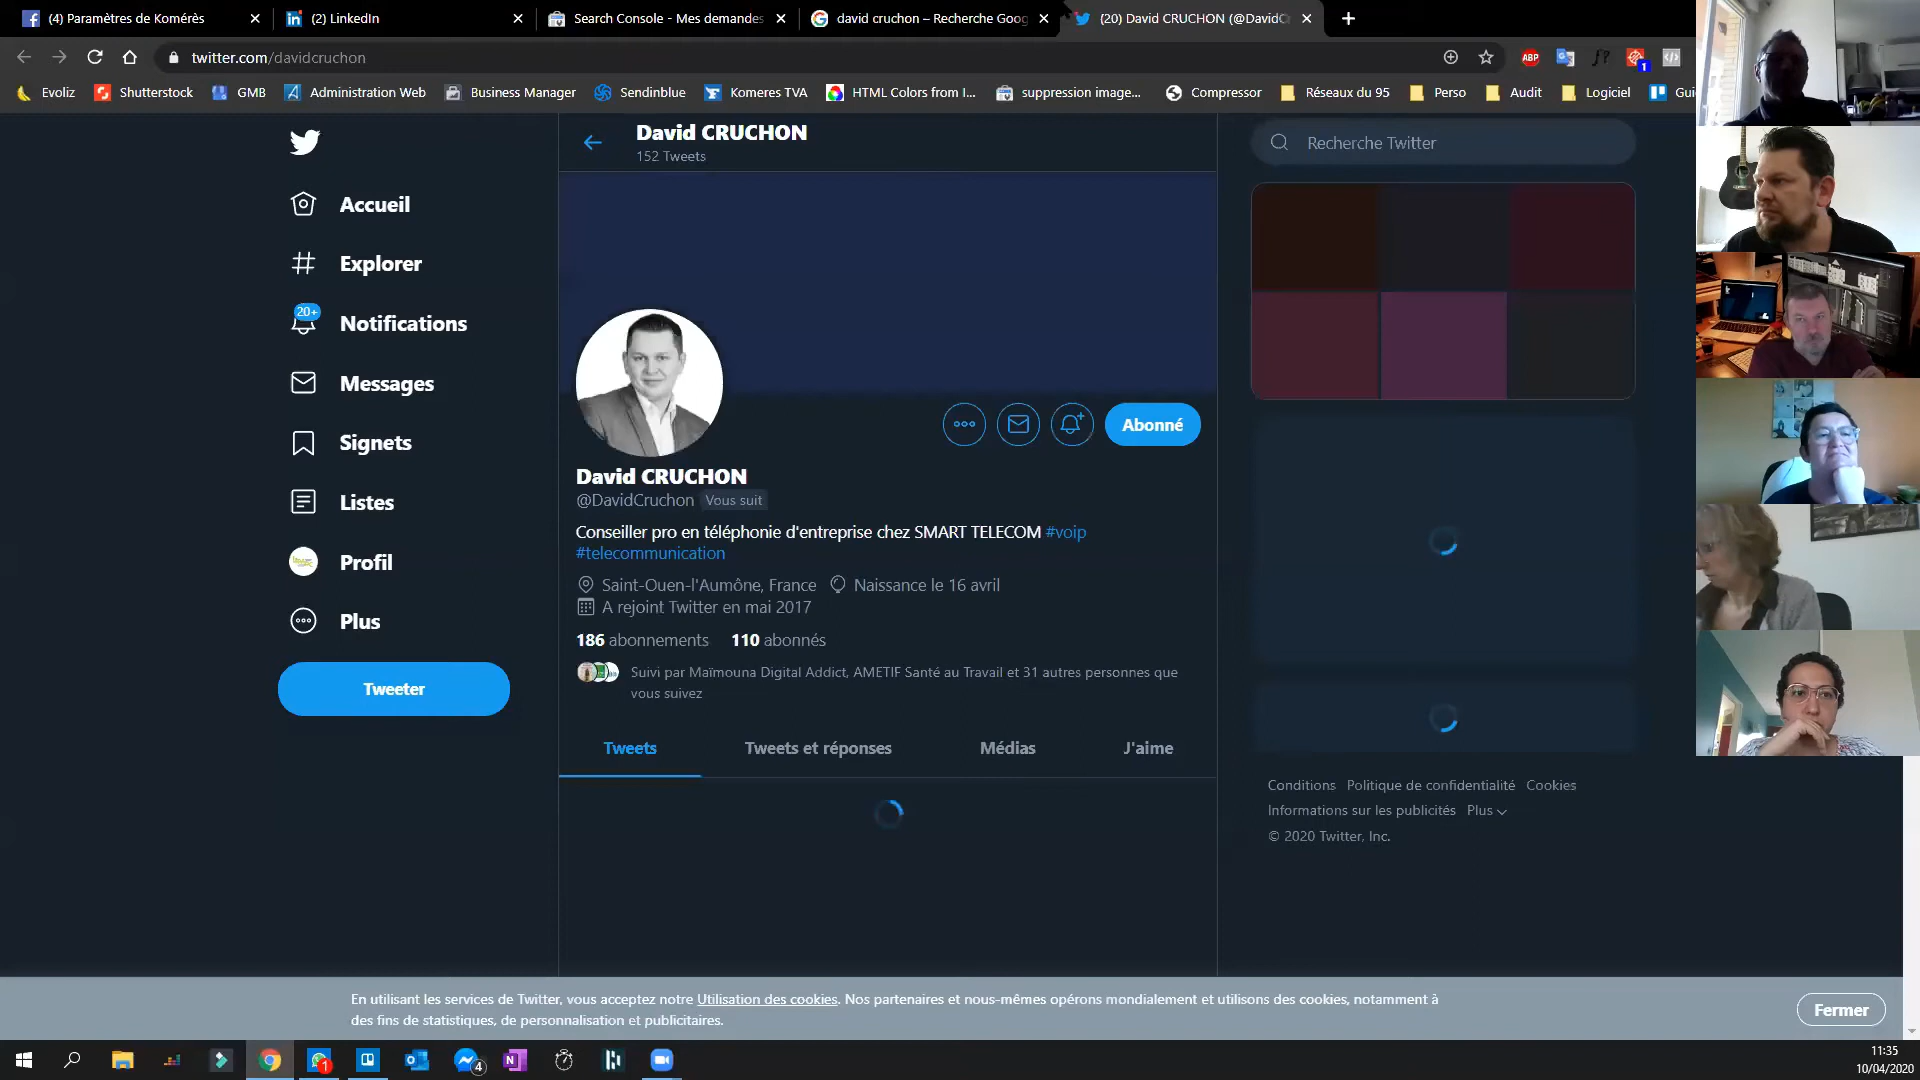 (4) Paramètres de Komérès
(2) LinkedIn
Search Console - Mes demandes
david cruchon – Recherche Goog
(20) David CRUCHON (@DavidC
twitter.com/davidcruchon
ABP
1
Evoliz
Shutterstock
GMB
Administration Web
Business Manager
Sendinblue
Komeres TVA
HTML Colors from I...
suppression image...
Compressor
Réseaux du 95
Perso
Audit
Logiciel
Gui
David CRUCHON
152 Tweets
Recherche Twitter
Accueil
Explorer
20+
Notifications
Messages
Signets
Listes
Profil
Plus
Tweeter
Abonné
David CRUCHON
@DavidCruchon Vous suit
Conseiller pro en téléphonie d'entreprise chez SMART TELECOM #voip
#telecommunication
Saint-Ouen-l'Aumône, France Naissance le 16 avril
A rejoint Twitter en mai 2017
186 abonnements 110 abonnés
Suivi par Maïmouna Digital Addict, AMETIF Santé au Travail et 31 autres personnes que
vous suivez
Tweets
Tweets et réponses
Médias
J'aime
Conditions Politique de confidentialité Cookies
Informations sur les publicités Plus
© 2020 Twitter, Inc.
En utilisant les services de Twitter, vous acceptez notre Utilisation des cookies. Nos partenaires et nous-mêmes opérons mondialement et utilisons des cookies, notamment à
des fins de statistiques, de personnalisation et publicitaires.
Fermer
1
4
11:35
10/04/2020